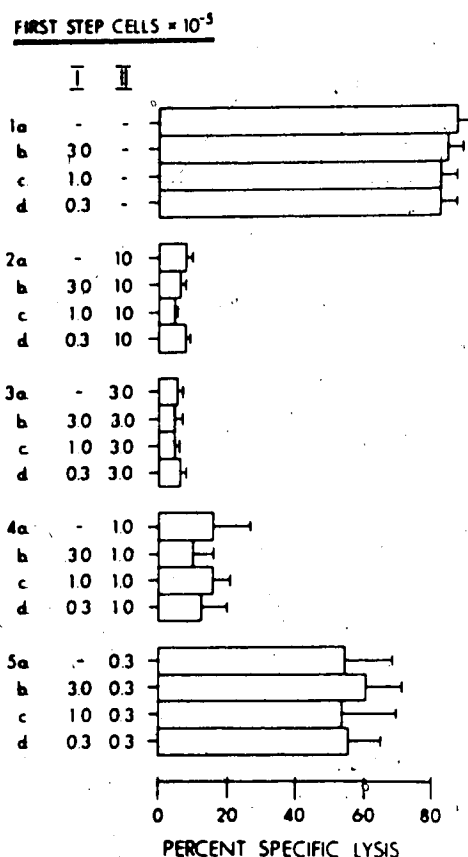 FIRST STEP CELLS × 10⁻⁵
I II
1a - -
b. 3.0 -
c. 1.0 -
d. 0.3 -
2a - 10
b. 3.0 10
c 1.0 10
d. 0.3 10
3a - 3.0
b. 3.0 3.0
c. 1.0 3.0
d. 0.3 3.0
4a - 1.0
b. 3.0 1.0
c. 1.0 1.0
d. 0.3 1.0
5a - 0.3
b. 3.0 0.3
c 1.0 0.3
d. 0.3 0.3
0 20 40 60 80
PERCENT SPECIFIC LYSIS